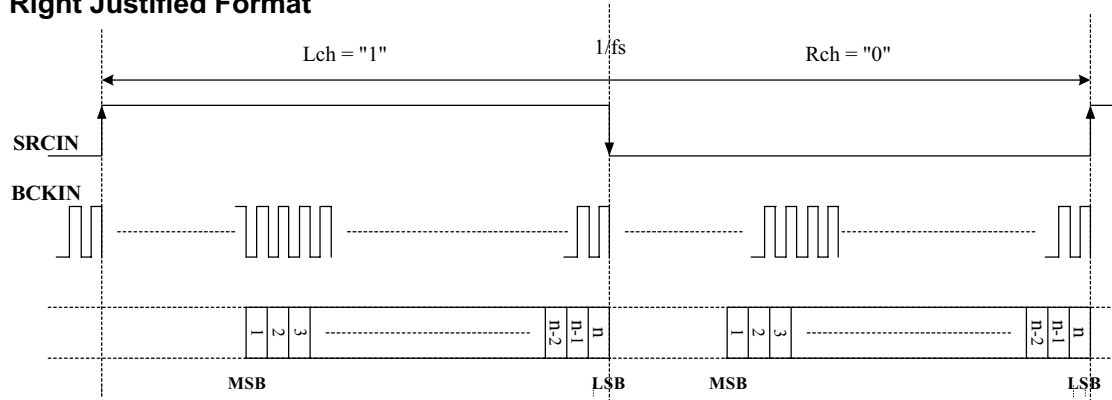 Right Justified Format
Lch = "1"
1/fs
Rch = "0"
SRCIN
BCKIN
1 2 3 n-2 n-1 n 1 2 3 n-2 n-1 n
MSB LSB MSB LSB